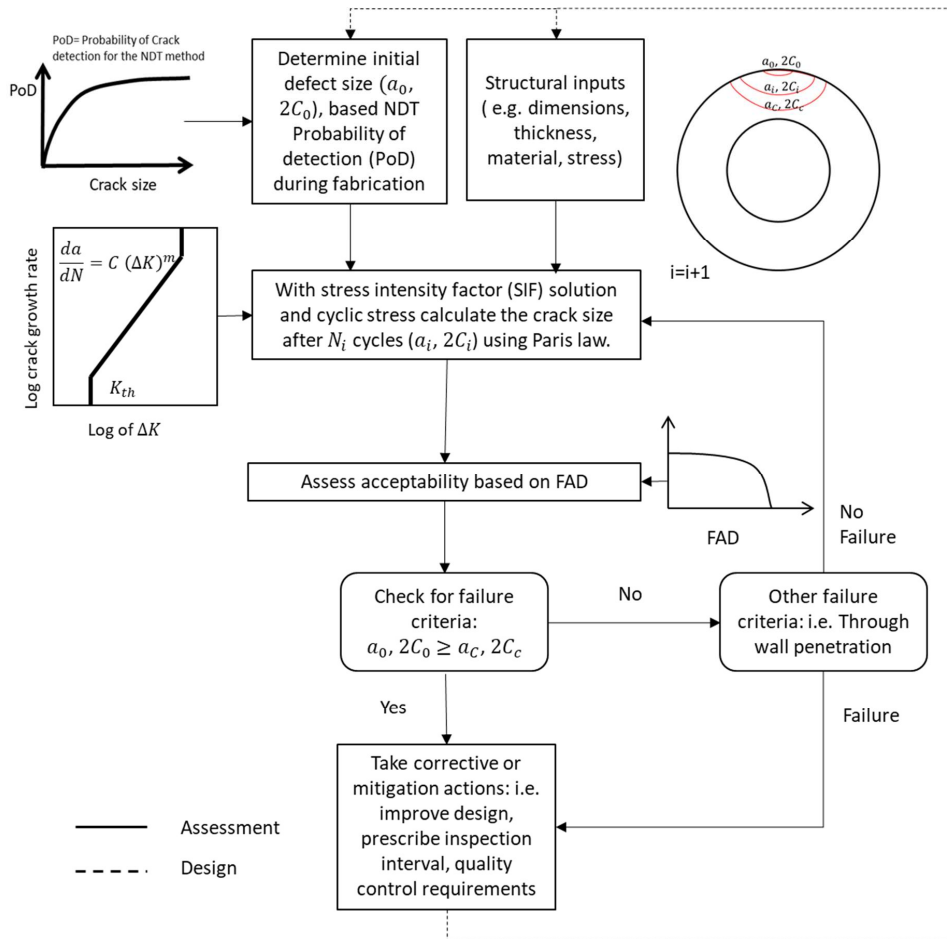 PoD= Probability of Crack
detection for the NDT method
PoD
Crack size
Determine initial
defect size (a₀,
2C₀), based NDT
Probability of
detection (PoD)
during fabrication
Structural inputs
( e.g. dimensions,
thickness,
material, stress)
a₀, 2C₀
aᵢ, 2Cᵢ
a_C, 2C_c
i=i+1
Log crack growth rate
da/dN = C (ΔK)ᵐ
K_th
Log of ΔK
With stress intensity factor (SIF) solution
and cyclic stress calculate the crack size
after Nᵢ cycles (aᵢ, 2Cᵢ) using Paris law.
Assess acceptability based on FAD
FAD
No
Failure
Check for failure
criteria:
a₀, 2C₀ ≥ a_C, 2C_c
No
Other failure
criteria: i.e. Through
wall penetration
Yes
Failure
Take corrective or
mitigation actions: i.e.
improve design,
prescribe inspection
interval, quality
control requirements
Assessment
Design